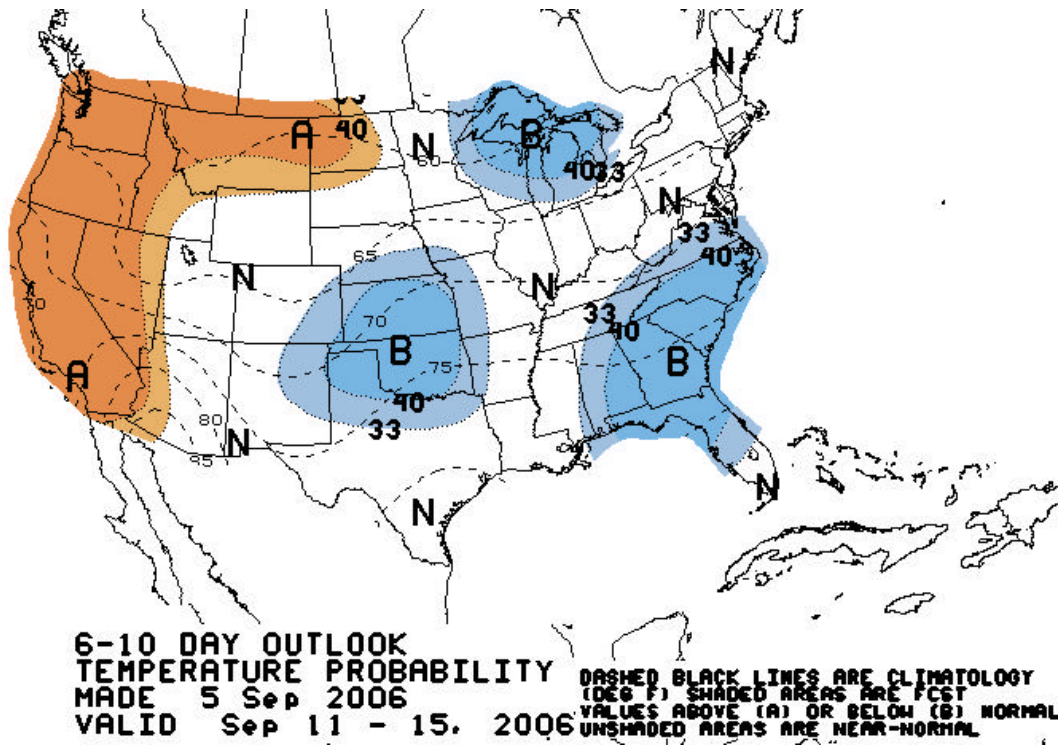 N
33
A
40
N
60
B
40
33
N
33
40
65
N
N
70
33
40
70
B
75
B
A
40
80
33
N
85
N
N
6-10 DAY OUTLOOK
TEMPERATURE PROBABILITY
MADE 5 Sep 2006
VALID Sep 11 - 15, 2006
DASHED BLACK LINES ARE CLIMATOLOGY
(DEG F) SHADED AREAS ARE FCST
VALUES ABOVE (A) OR BELOW (B) NORMAL
UNSHADED AREAS ARE NEAR-NORMAL